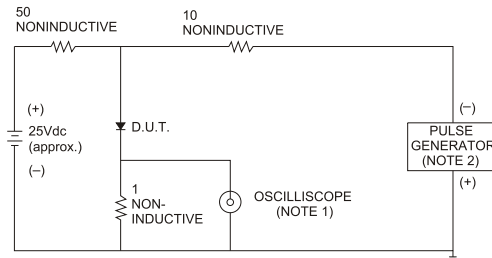 50
NONINDUCTIVE
10
NONINDUCTIVE
(+)
25Vdc
(approx.)
(–)
D.U.T.
1
NON-
INDUCTIVE
OSCILLISCOPE
(NOTE 1)
(–)
PULSE
GENERATOR
(NOTE 2)
(+)